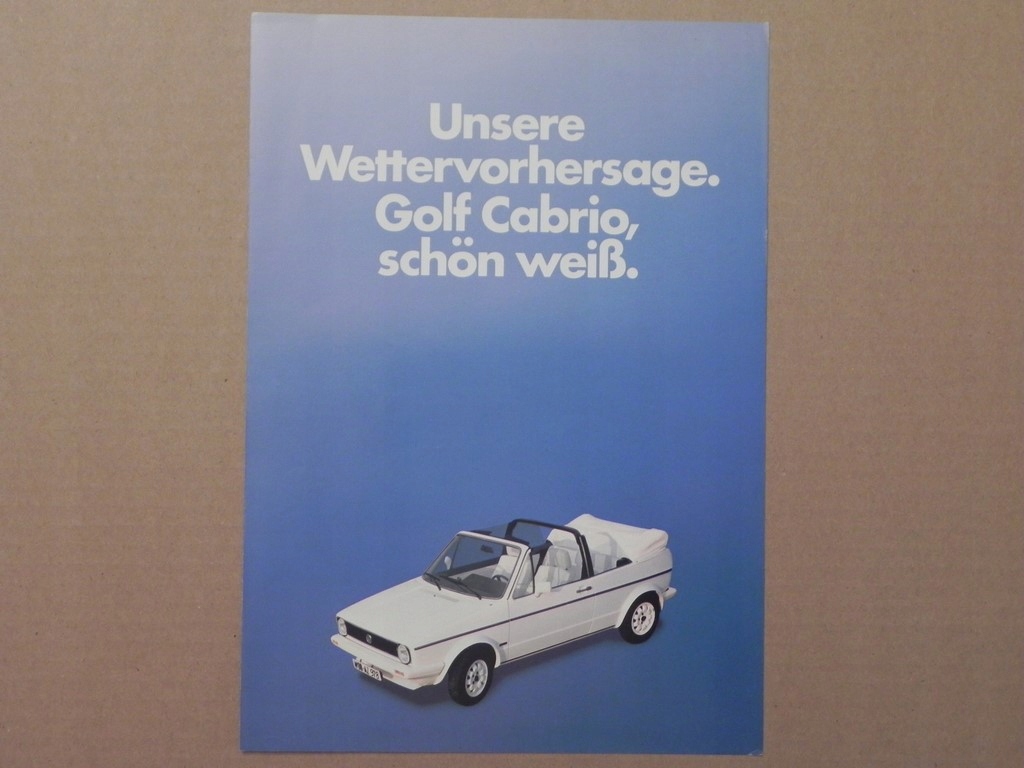 Unsere
Wettervorhersage.
Golf Cabrio,
schön weiß.